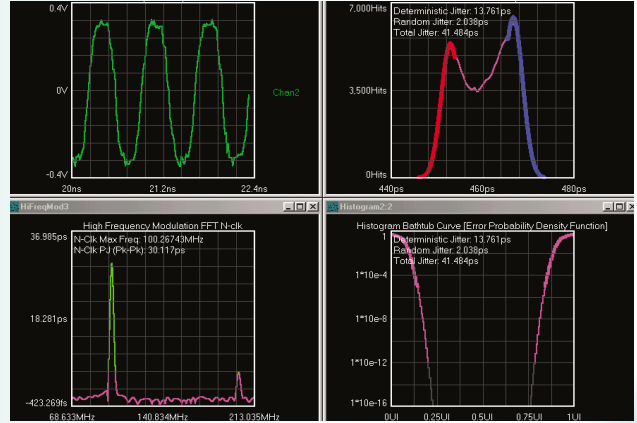 0.4V
0V
-0.4V
20ns
21.2ns
22.4ns
Chan2
7,000Hits
3,500Hits
0Hits
Deterministic Jitter: 13.761ps
Random Jitter: 2.038ps
Total Jitter: 41.484ps
440ps
460ps
480ps
HiFreqMod3
High Frequency Modulation FFT N-clk
36.985ps
18.281ps
-423.269fs
N-Clk Max Freq: 100.26743MHz
N-Clk PJ (Pk-Pk): 30.117ps
68.633MHz
140.834MHz
213.035MHz
Histogram2:2
Histogram Bathtub Curve [Error Probability Density Function]
1
1*10e-4
1*10e-8
1*10e-12
1*10e-16
Deterministic Jitter: 13.761ps
Random Jitter: 2.038ps
Total Jitter: 41.484ps
0UI
0.25UI
0.5UI
0.75UI
1UI